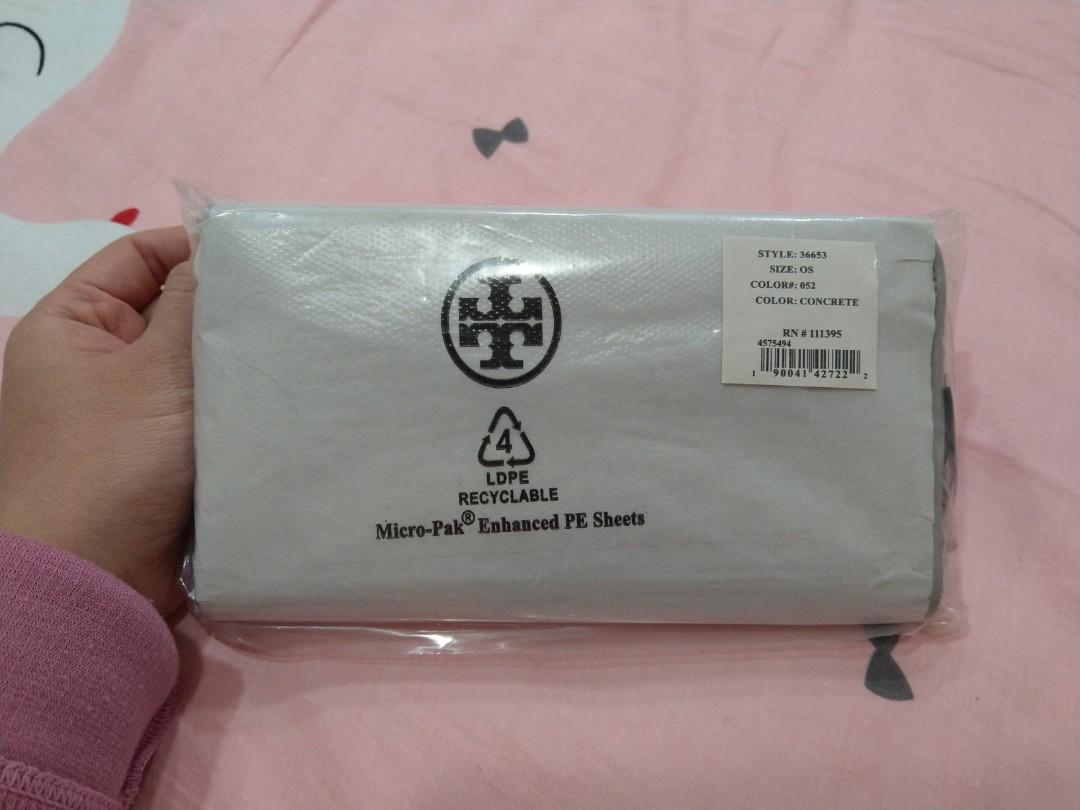 STYLE: 36653
SIZE: OS
COLOR#: 052
COLOR: CONCRETE
RN # 111395
4575494
1 90041 42722 2
4
LDPE
RECYCLABLE
Micro-Pak® Enhanced PE Sheets